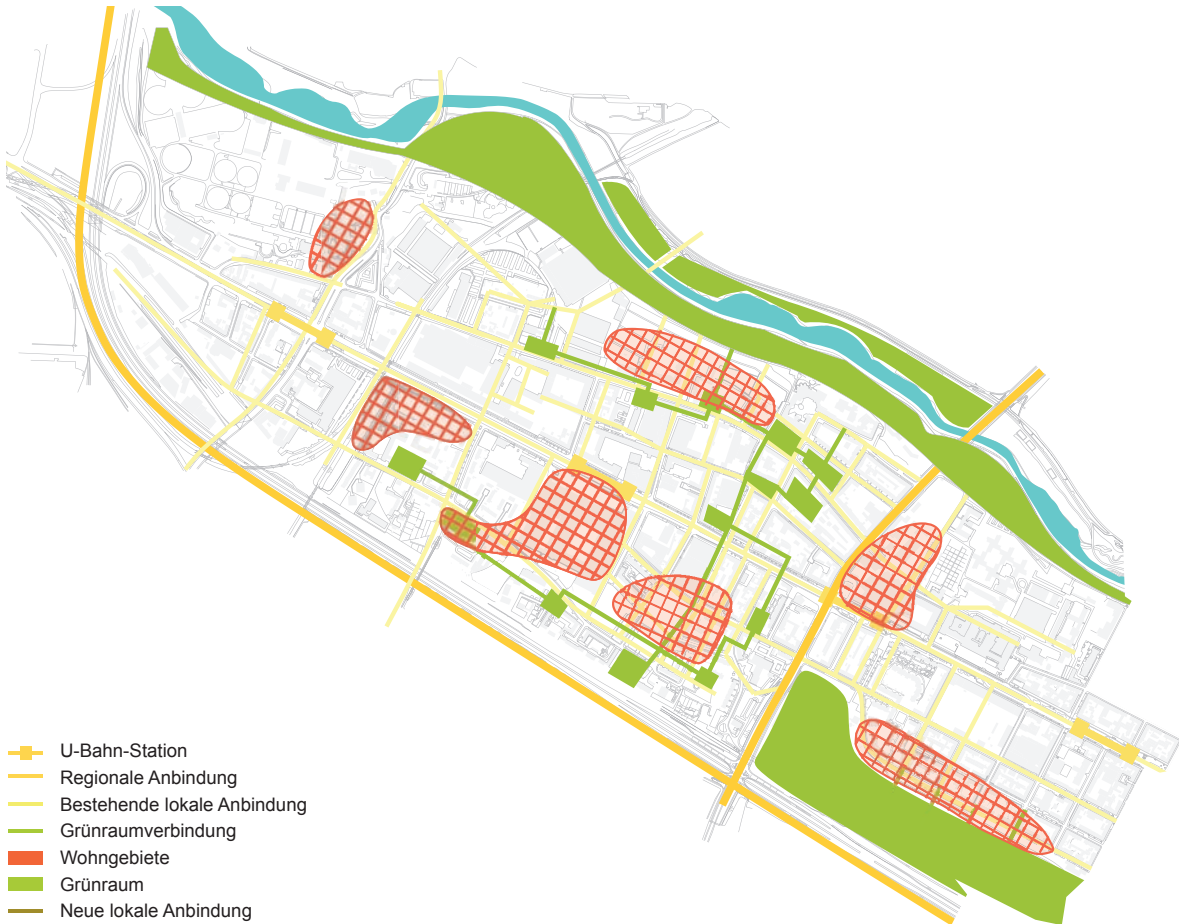 U-Bahn-Station
Regionale Anbindung
Bestehende lokale Anbindung
Grünraumverbindung
Wohngebiete
Grünraum
Neue lokale Anbindung